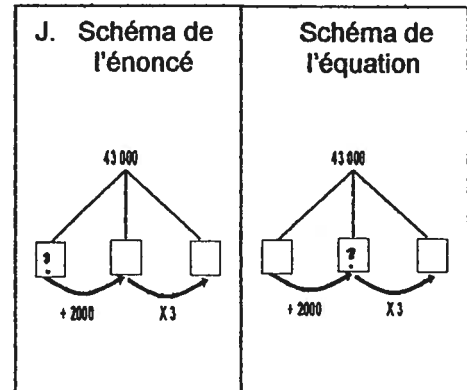 J. Schéma de l'énoncé
43 000
?
+ 2000
X 3
Schéma de l'équation
43 000
?
+ 2000
X 3